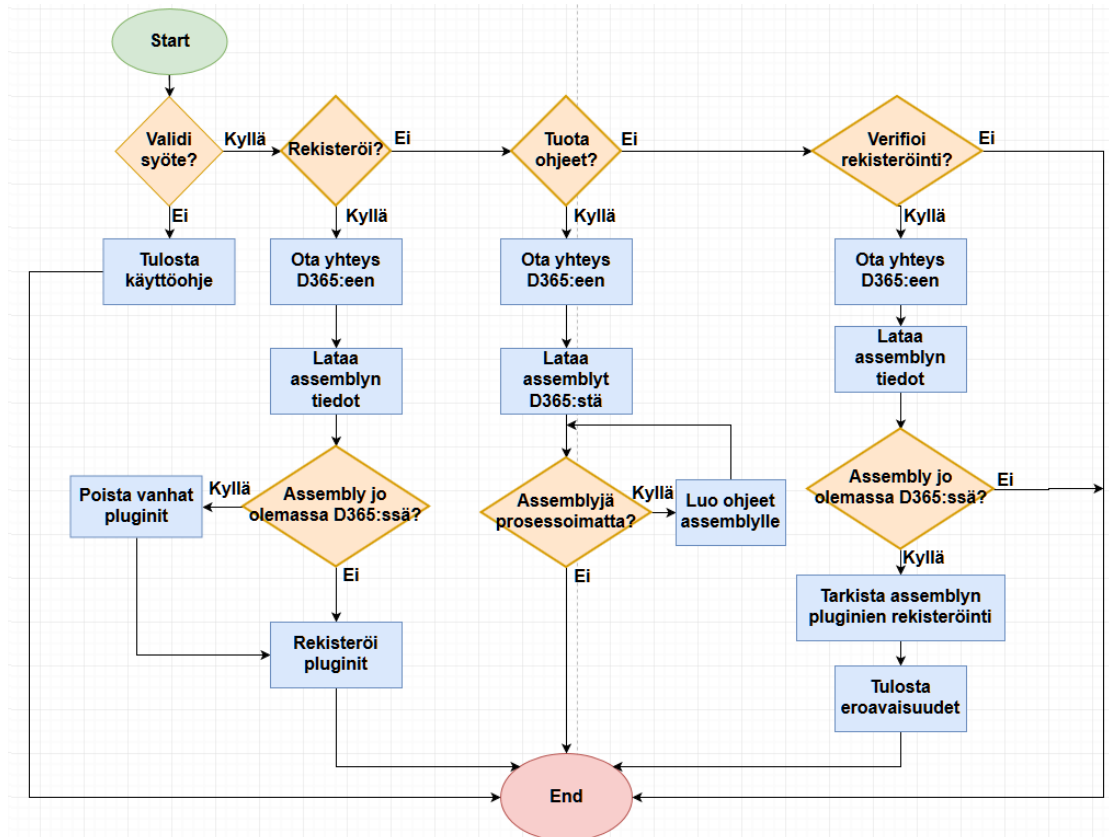 Start
Validi
syöte?
Kyllä
Rekisteröi?
Ei
Tuota
ohjeet?
Ei
Verifioi
rekisteröinti?
Ei
Ei
Kyllä
Kyllä
Kyllä
Tulosta
käyttöohje
Ota yhteys
D365:een
Ota yhteys
D365:een
Ota yhteys
D365:een
Lataa
assemblyn
tiedot
Lataa
assemblyt
D365:stä
Lataa
assemblyn
tiedot
Poista vanhat
pluginit
Kyllä
Assembly jo
olemassa D365:ssä?
Ei
Assemblyjä
prosessoimatta?
Kyllä
Luo ohjeet
assemblylle
Ei
Assembly jo
olemassa D365:ssä?
Ei
Kyllä
Rekisteröi
pluginit
Tarkista assemblyn
pluginien rekisteröinti
Tulosta
eroavaisuudet
End